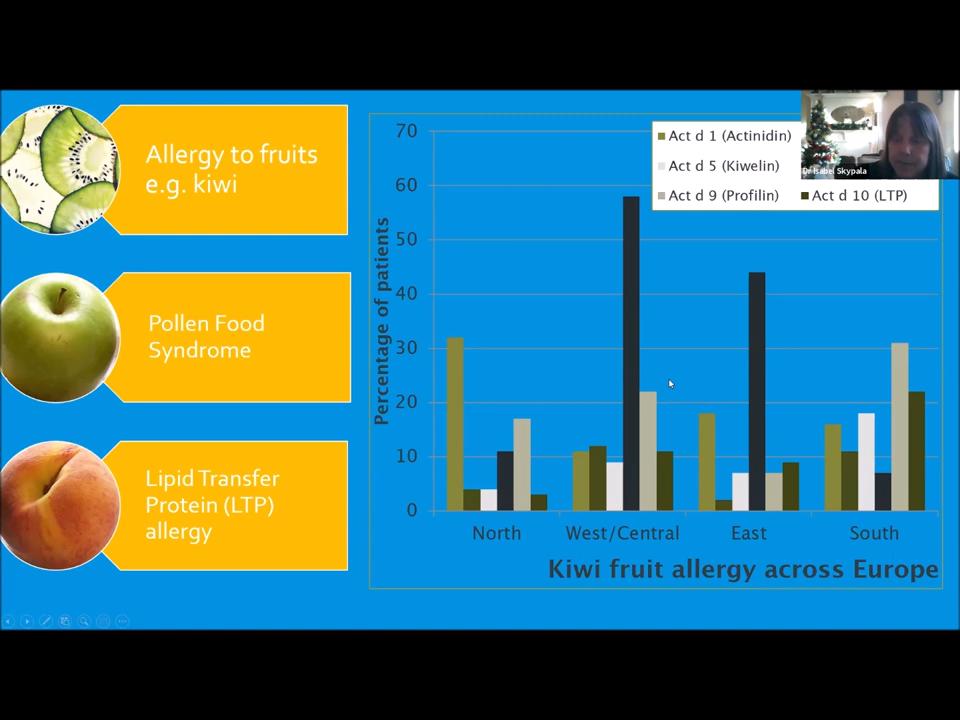 Allergy to fruits
e.g. kiwi
Pollen Food
Syndrome
Lipid Transfer
Protein (LTP)
allergy
Percentage of patients
70
60
50
40
30
20
10
0
Act d 1 (Actinidin)
Act d 5 (Kiwelin)
Act d 9 (Profilin)
Act d 10 (LTP)
Dr Isabel Skypala
North
West/Central
East
South
Kiwi fruit allergy across Europe